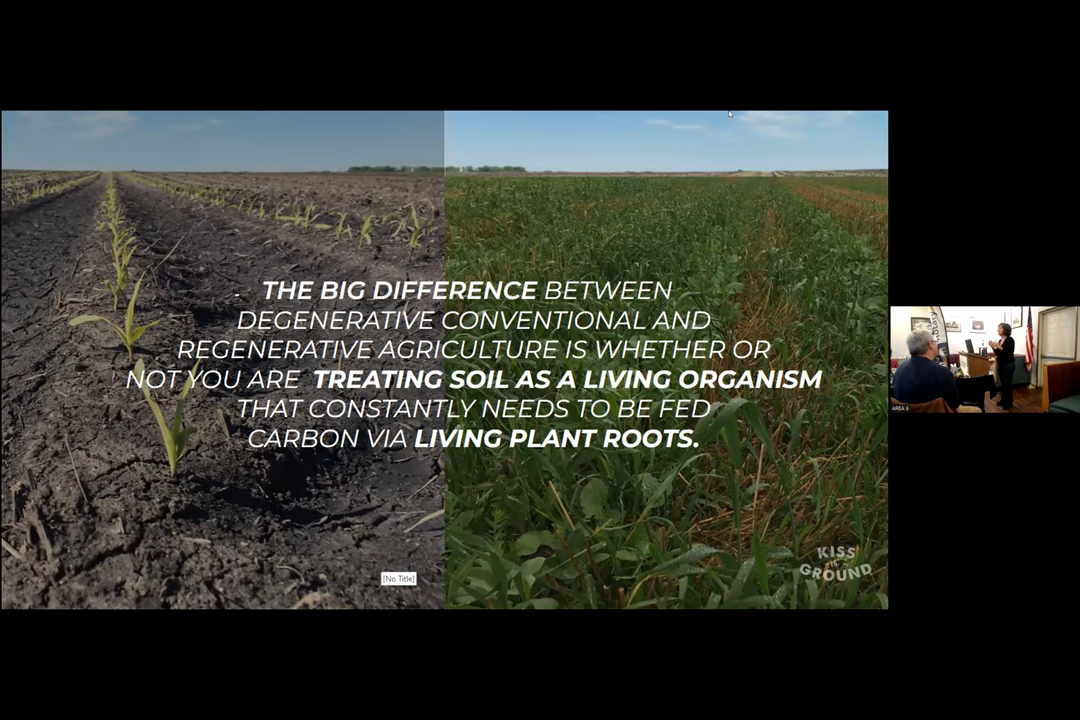 THE BIG DIFFERENCE BETWEEN
DEGENERATIVE CONVENTIONAL AND
REGENERATIVE AGRICULTURE IS WHETHER OR
NOT YOU ARE TREATING SOIL AS A LIVING ORGANISM
THAT CONSTANTLY NEEDS TO BE FED
CARBON VIA LIVING PLANT ROOTS.
KISS
GROUND
[No Title]
AREA 8